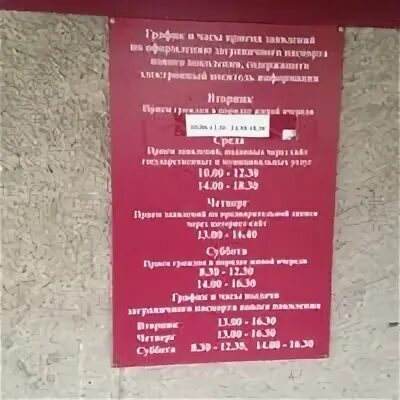 График и часы приема заявлений
по оформлению заграничного паспорта
нового поколения, содержащего
электронный носитель информации
Вторник
Прием граждан в порядке живой очереди
Среда
Прием заявлений, поданных через сайт
государственных и муниципальных услуг
10.00 - 12.30
14.00 - 18.30
Четверг
Прием заявлений по предварительной записи
через интернет сайт
13.00 -
Суббота
Прием граждан в порядке живой очереди
8.30 - 12.30
14.00 - 16.30
График и часы выдачи
заграничного паспорта нового поколения
Вторник 13.00 - 16.30
Четверг 13.00 - 16.30
Суббота 8.30 - 12.30, 14.00 - 16.30